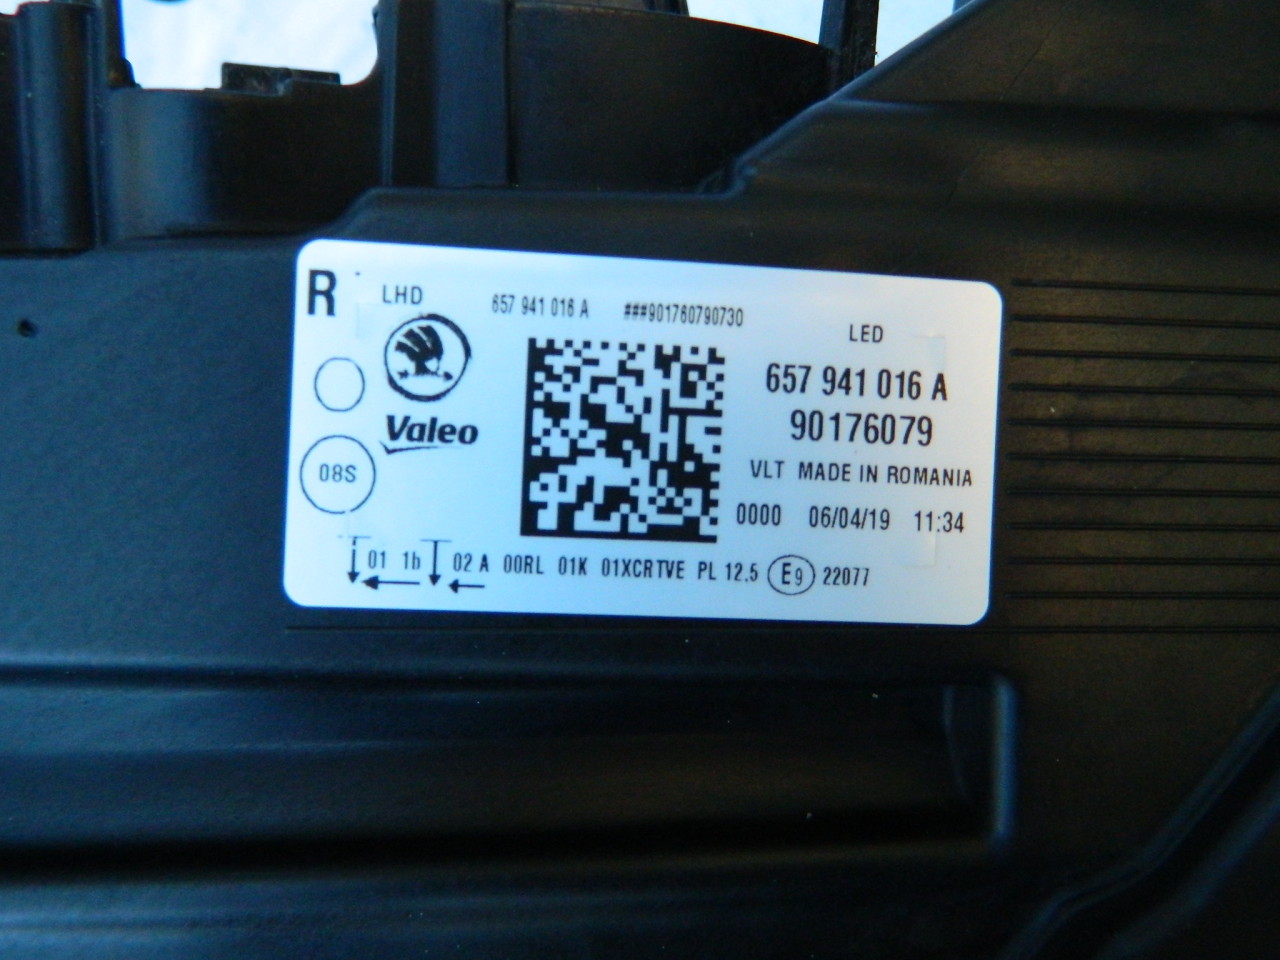 R
LHD
657 941 016 A
###901760790730
LED
657 941 016 A
90176079
Valeo
08S
VLT MADE IN ROMANIA
0000 06/04/19 11:34
01 1b 02 A 00RL 01K 01XCRTVE PL 12.5 E9 22077